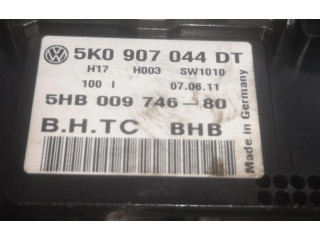 5K0 907 044 DT
H17 H003 SW1010
100 I 07.06.11
5HB 009 746-80
B.H.TC BHB
Made in Germany